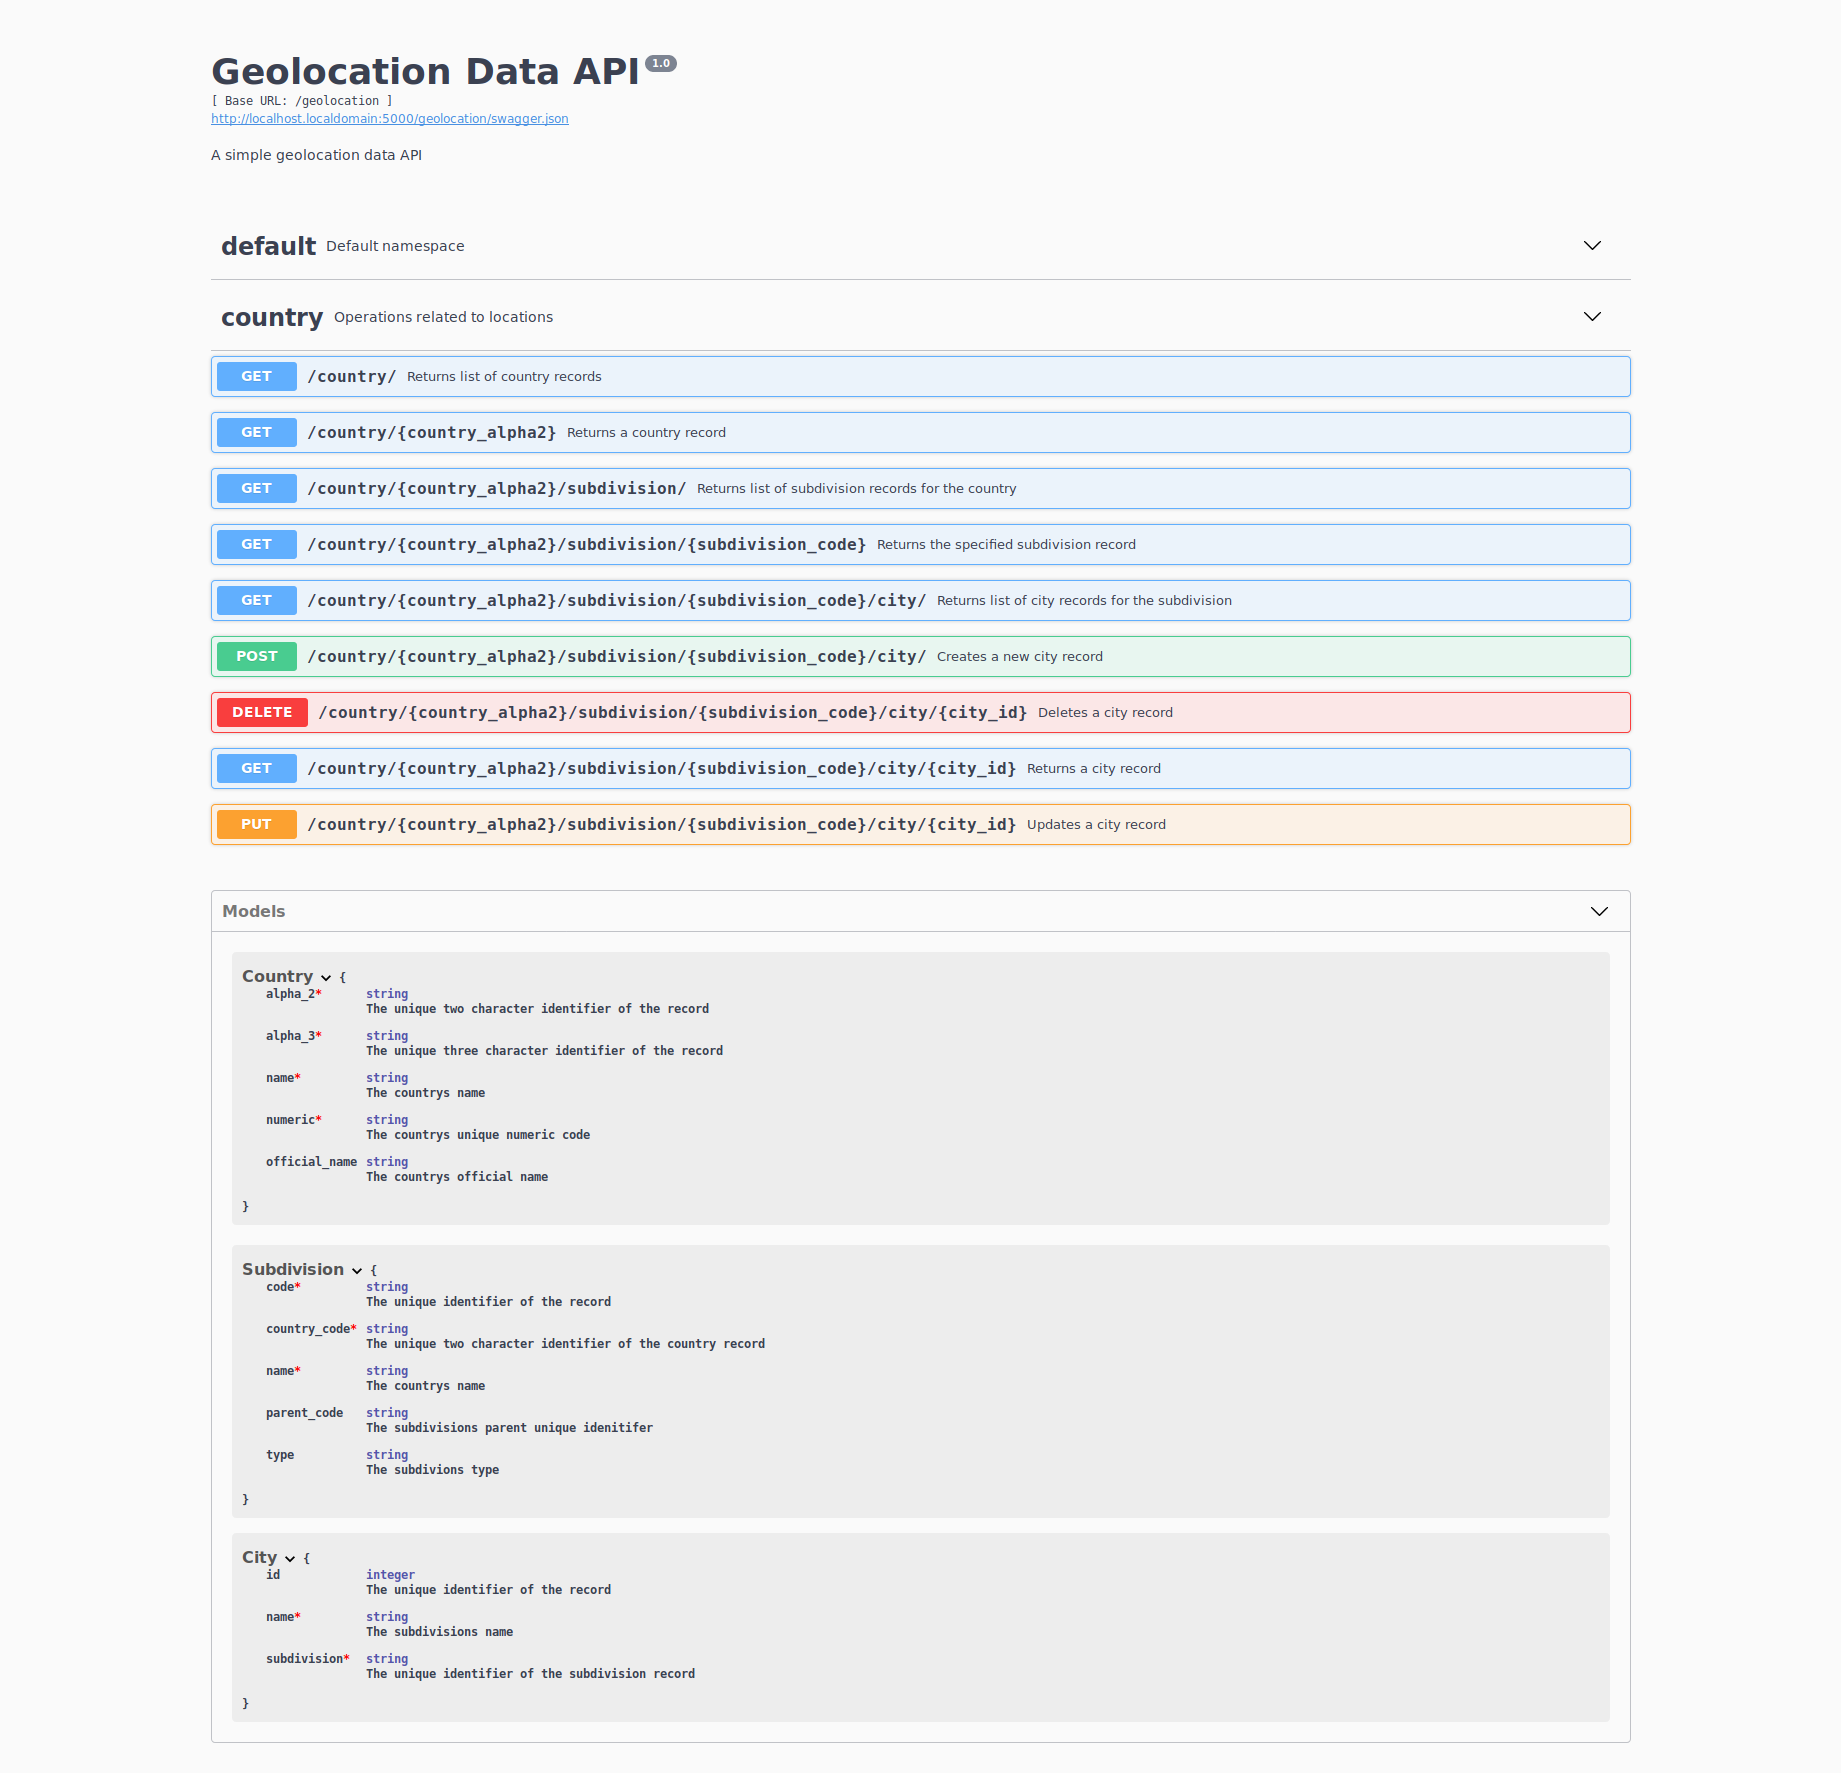 Geolocation Data API 1.0
[ Base URL: /geolocation ]
http://localhost.localdomain:5000/geolocation/swagger.json
A simple geolocation data API
default Default namespace
country Operations related to locations
GET /country/ Returns list of country records
GET /country/{country_alpha2} Returns a country record
GET /country/{country_alpha2}/subdivision/ Returns list of subdivision records for the country
GET /country/{country_alpha2}/subdivision/{subdivision_code} Returns the specified subdivision record
GET /country/{country_alpha2}/subdivision/{subdivision_code}/city/ Returns list of city records for the subdivision
POST /country/{country_alpha2}/subdivision/{subdivision_code}/city/ Creates a new city record
DELETE /country/{country_alpha2}/subdivision/{subdivision_code}/city/{city_id} Deletes a city record
GET /country/{country_alpha2}/subdivision/{subdivision_code}/city/{city_id} Returns a city record
PUT /country/{country_alpha2}/subdivision/{subdivision_code}/city/{city_id} Updates a city record
Models
Country {
alpha_2* string
The unique two character identifier of the record
alpha_3* string
The unique three character identifier of the record
name* string
The countrys name
numeric* string
The countrys unique numeric code
official_name string
The countrys official name
}
Subdivision {
code* string
The unique identifier of the record
country_code* string
The unique two character identifier of the country record
name* string
The countrys name
parent_code string
The subdivisions parent unique idenitifer
type string
The subdivions type
}
City {
id integer
The unique identifier of the record
name* string
The subdivisions name
subdivision* string
The unique identifier of the subdivision record
}